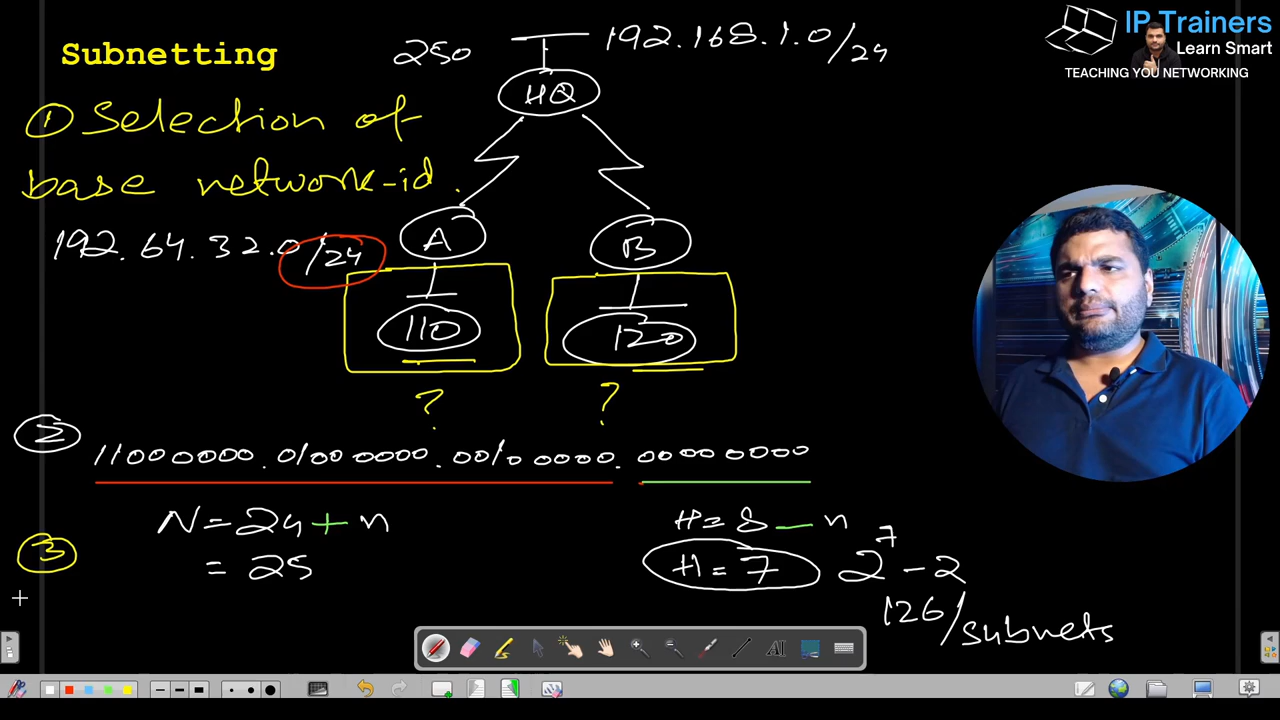 IP Trainers
Learn Smart
TEACHING YOU NETWORKING
Subnetting
250
192.168.1.0/24
HQ
① Selection of
base network-id.
192.64.32.0/24
A
B
110
120
?
?
②
11000000.01000000.00100000.00000000
N=24+n
H=8-n
③
=25
H=7
2⁷-2
126/subnets
AI